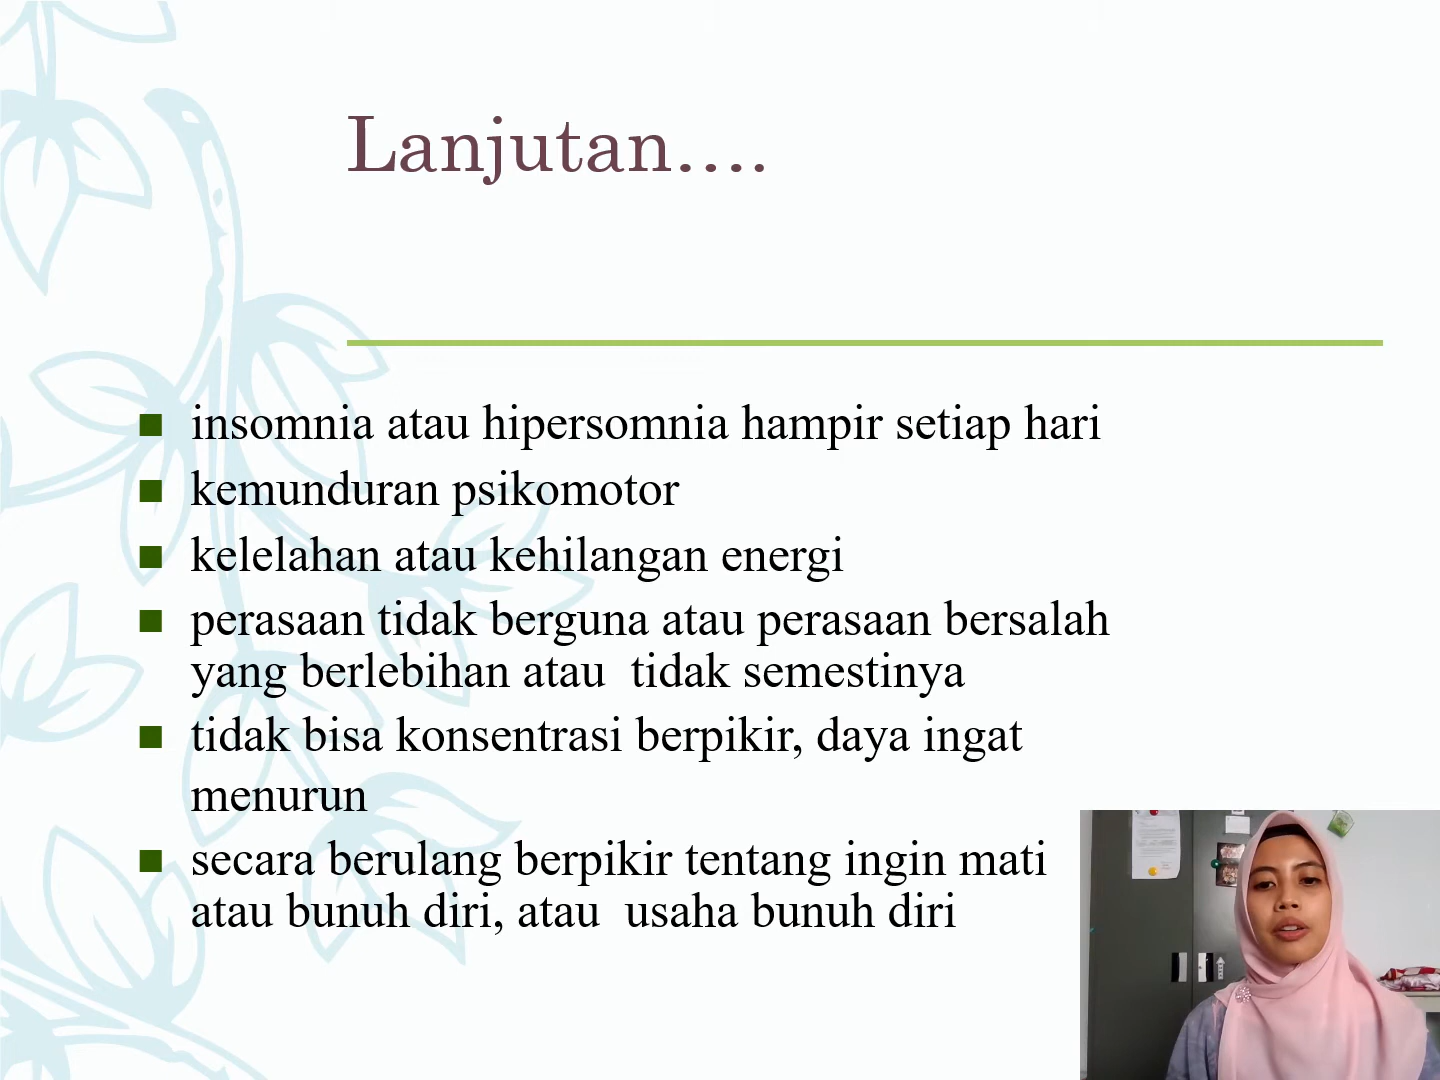 Lanjutan....
insomnia atau hipersomnia hampir setiap hari
kemunduran psikomotor
kelelahan atau kehilangan energi
perasaan tidak berguna atau perasaan bersalah
yang berlebihan atau  tidak semestinya
tidak bisa konsentrasi berpikir, daya ingat
menurun
secara berulang berpikir tentang ingin mati
atau bunuh diri, atau  usaha bunuh diri